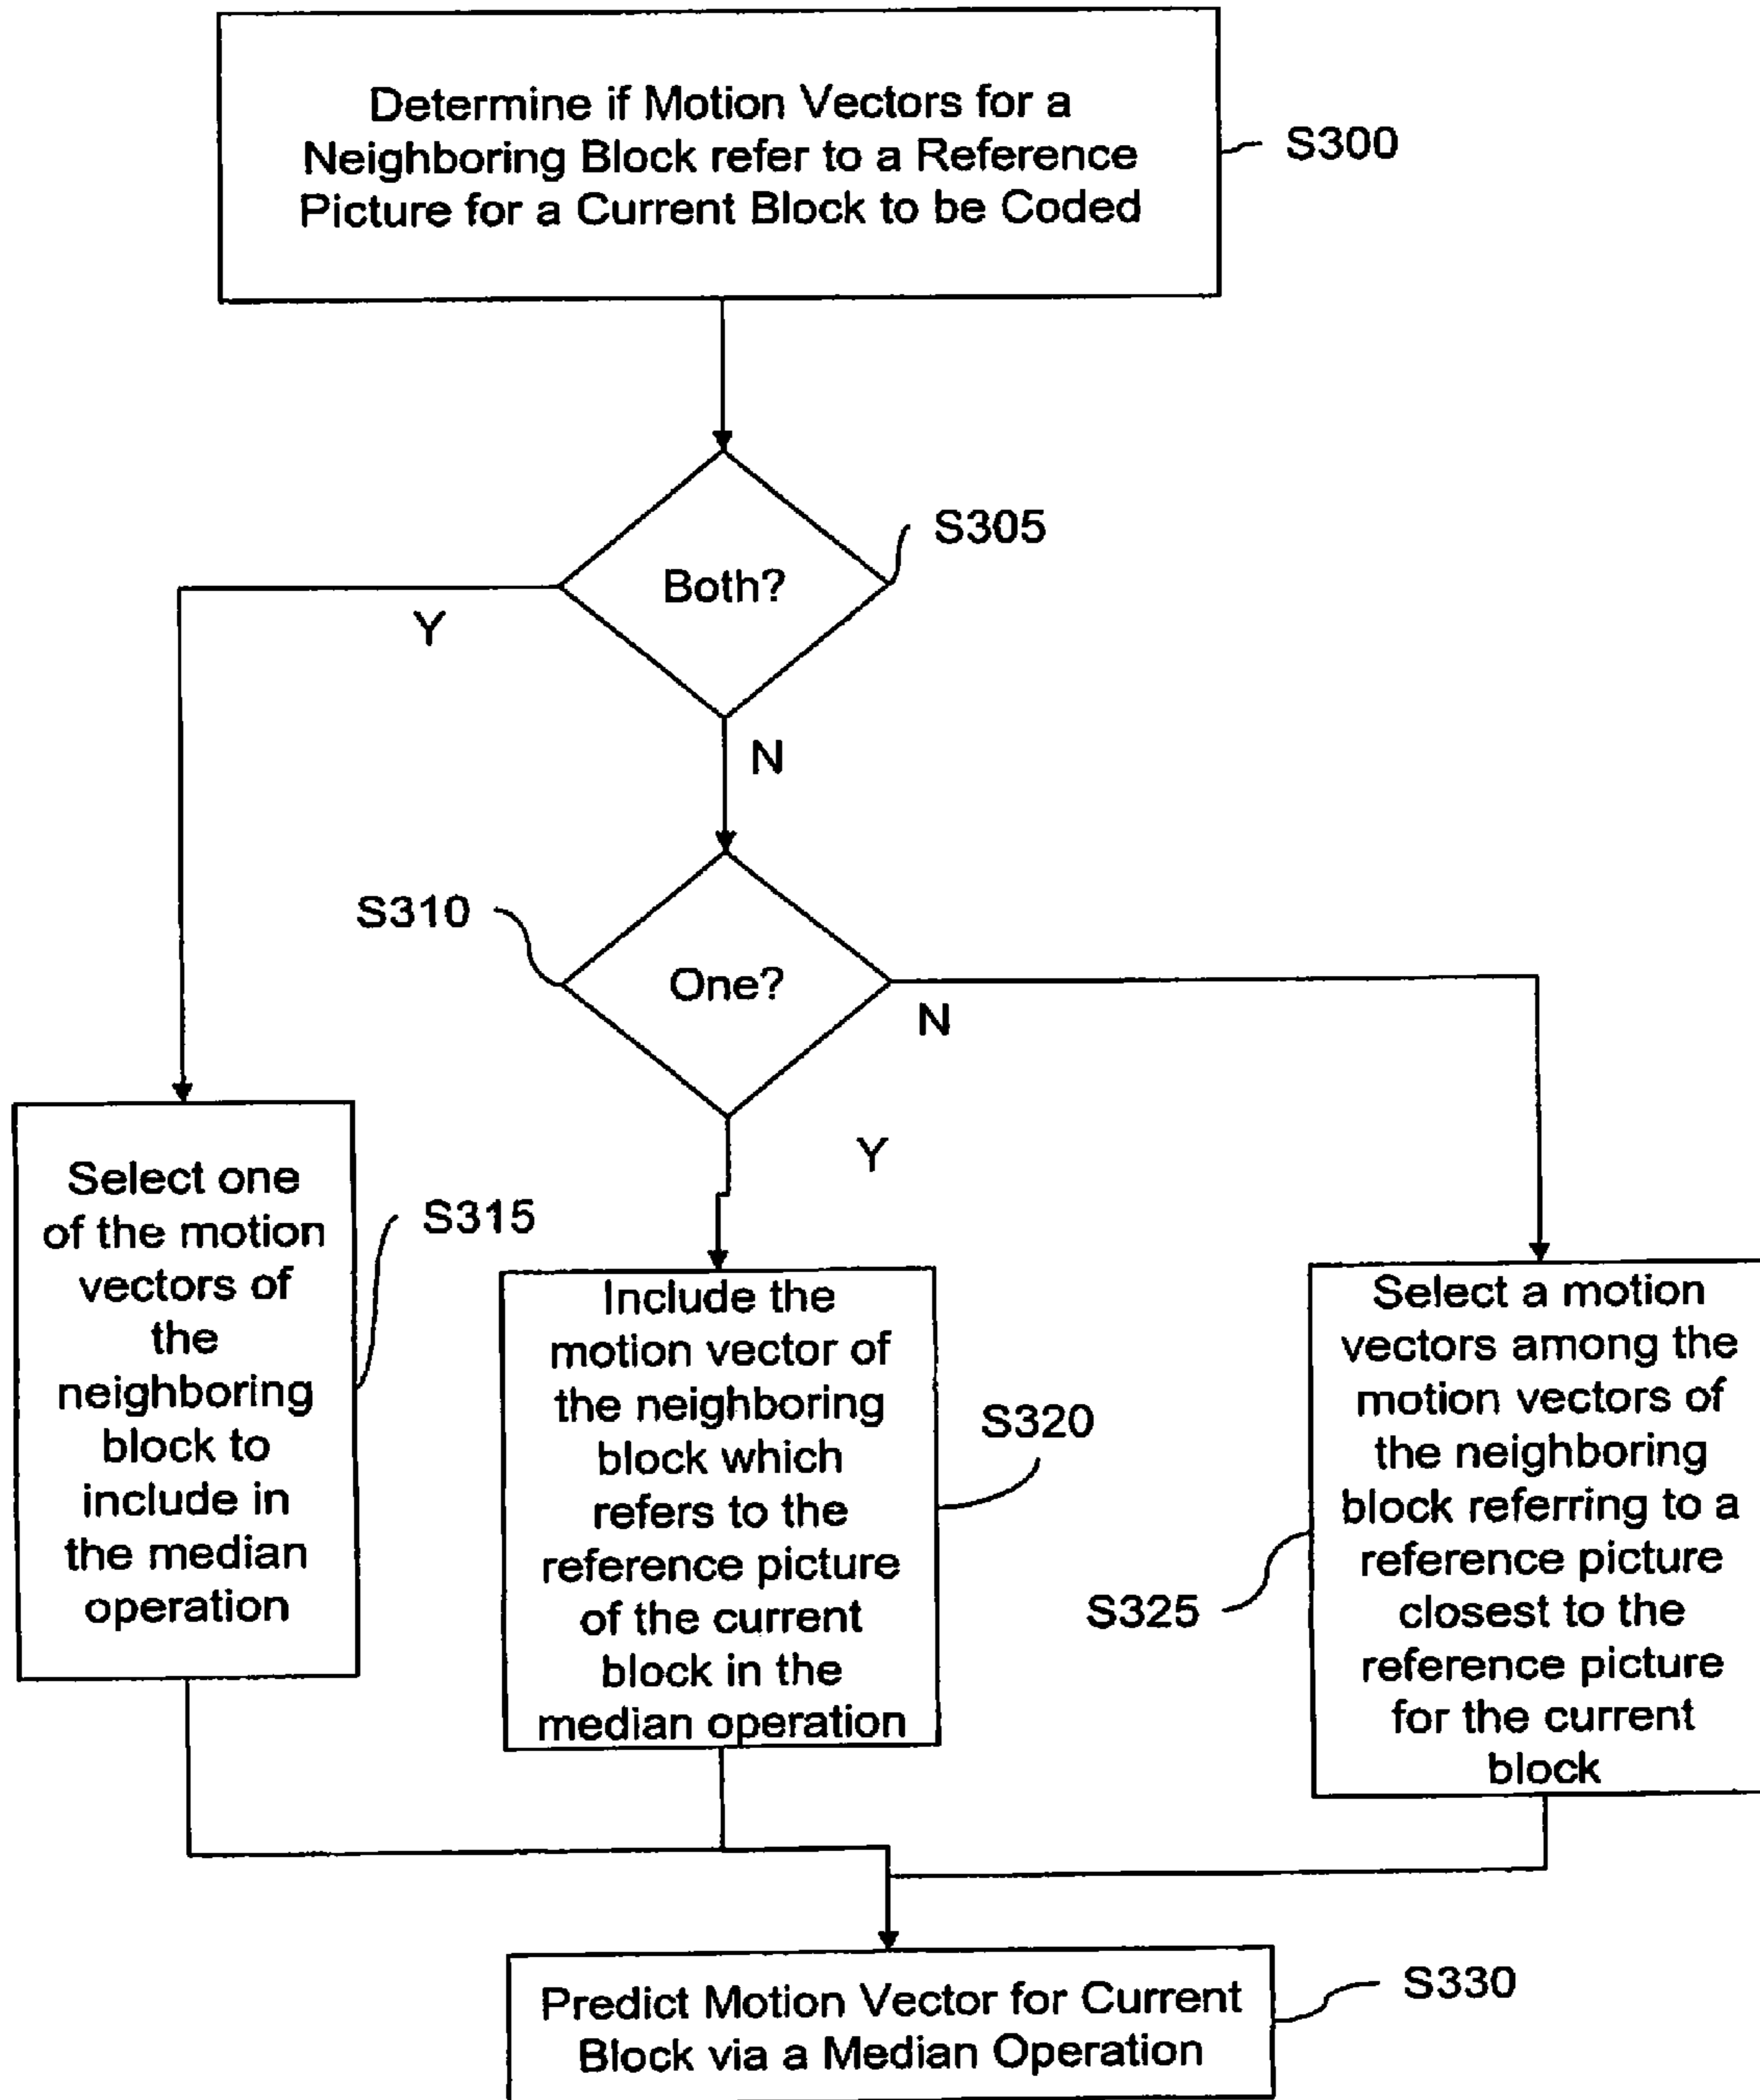 Determine if Motion Vectors for a
Neighboring Block refer to a Reference
Picture for a Current Block to be Coded
S300
Both?
S305
Y
N
S310
One?
N
Y
Select one
of the motion
vectors of
the
neighboring
block to
include in
the median
operation
S315
Include the
motion vector of
the neighboring
block which
refers to the
reference picture
of the current
block in the
median operation
S320
Select a motion
vectors among the
motion vectors of
the neighboring
block referring to a
reference picture
closest to the
reference picture
for the current
block
S325
Predict Motion Vector for Current
Block via a Median Operation
S330